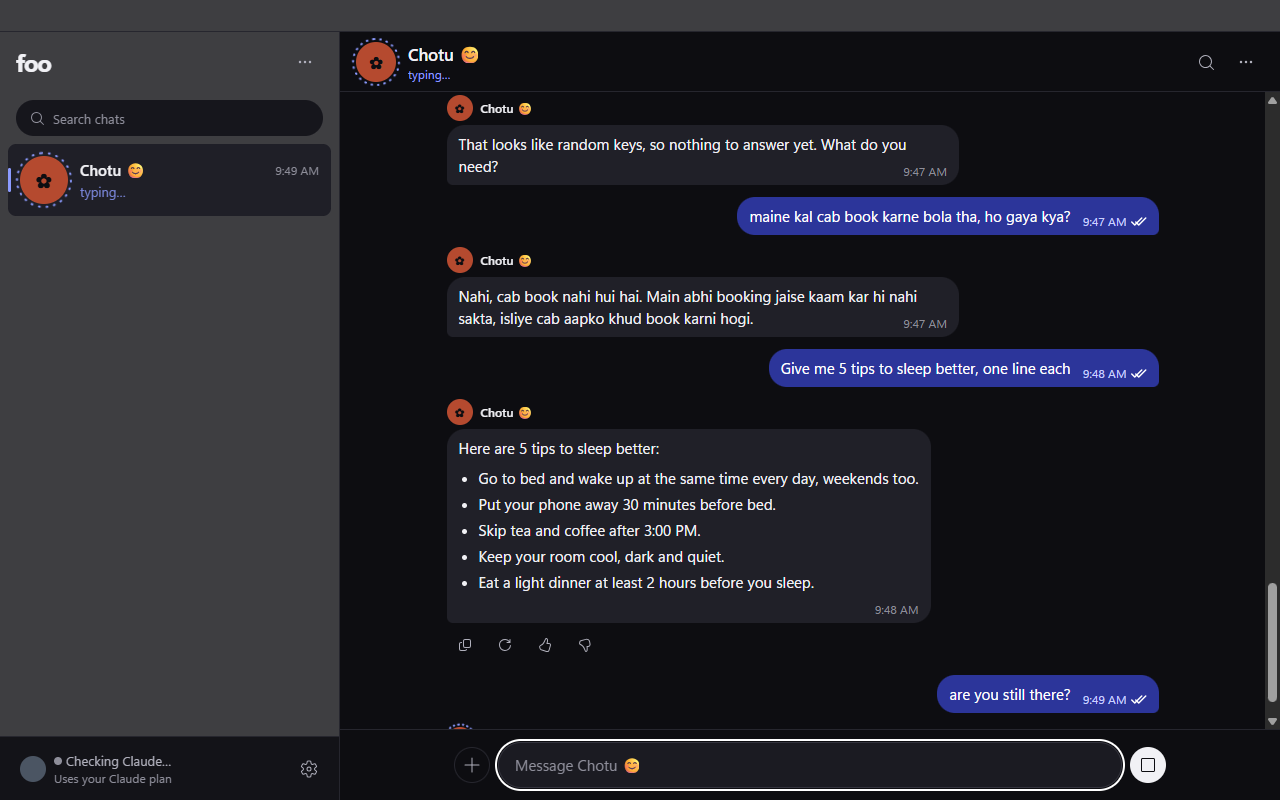 foo
Search chats
Chotu 😊
9:49 AM
typing...
Checking Claude...
Uses your Claude plan
Chotu 😊
typing...
Chotu 😊
That looks like random keys, so nothing to answer yet. What do you
need?
9:47 AM
maine kal cab book karne bola tha, ho gaya kya? 9:47 AM
Chotu 😊
Nahi, cab book nahi hui hai. Main abhi booking jaise kaam kar hi nahi
sakta, isliye cab aapko khud book karni hogi.
9:47 AM
Give me 5 tips to sleep better, one line each 9:48 AM
Chotu 😊
Here are 5 tips to sleep better:
• Go to bed and wake up at the same time every day, weekends too.
• Put your phone away 30 minutes before bed.
• Skip tea and coffee after 3:00 PM.
• Keep your room cool, dark and quiet.
• Eat a light dinner at least 2 hours before you sleep.
9:48 AM
are you still there? 9:49 AM
Message Chotu 😊